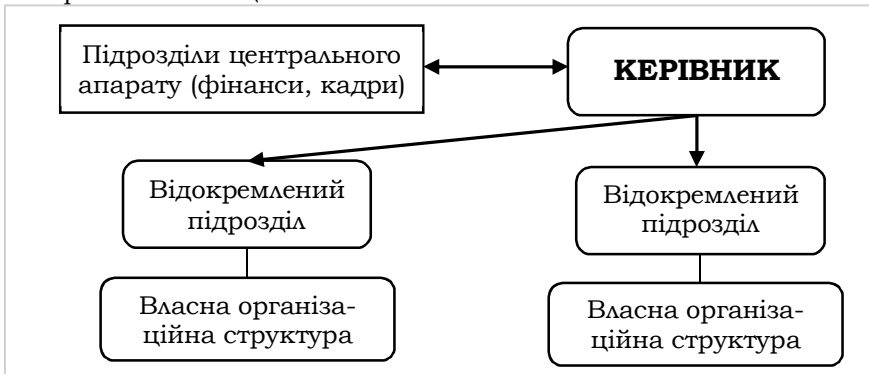 Підрозділи центрального
апарату (фінанси, кадри)
КЕРІВНИК
Відокремлений
підрозділ
Відокремлений
підрозділ
Власна організа-
ційна структура
Власна організа-
ційна структура